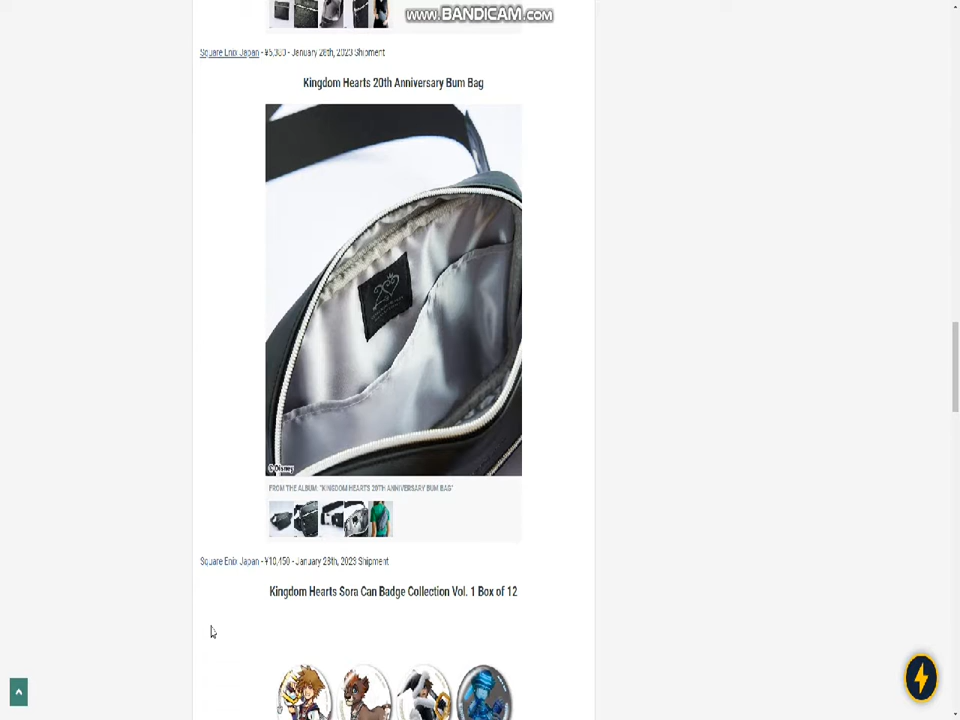 www.BANDICAM.com
Square Enix Japan - ¥5,300 - January 28th, 2023 Shipment
Kingdom Hearts 20th Anniversary Bum Bag
©Disney
FROM THE ALBUM: "KINGDOM HEARTS 20TH ANNIVERSARY BUM BAG"
Square Enix Japan - ¥10,450 - January 28th, 2023 Shipment
Kingdom Hearts Sora Can Badge Collection Vol. 1 Box of 12